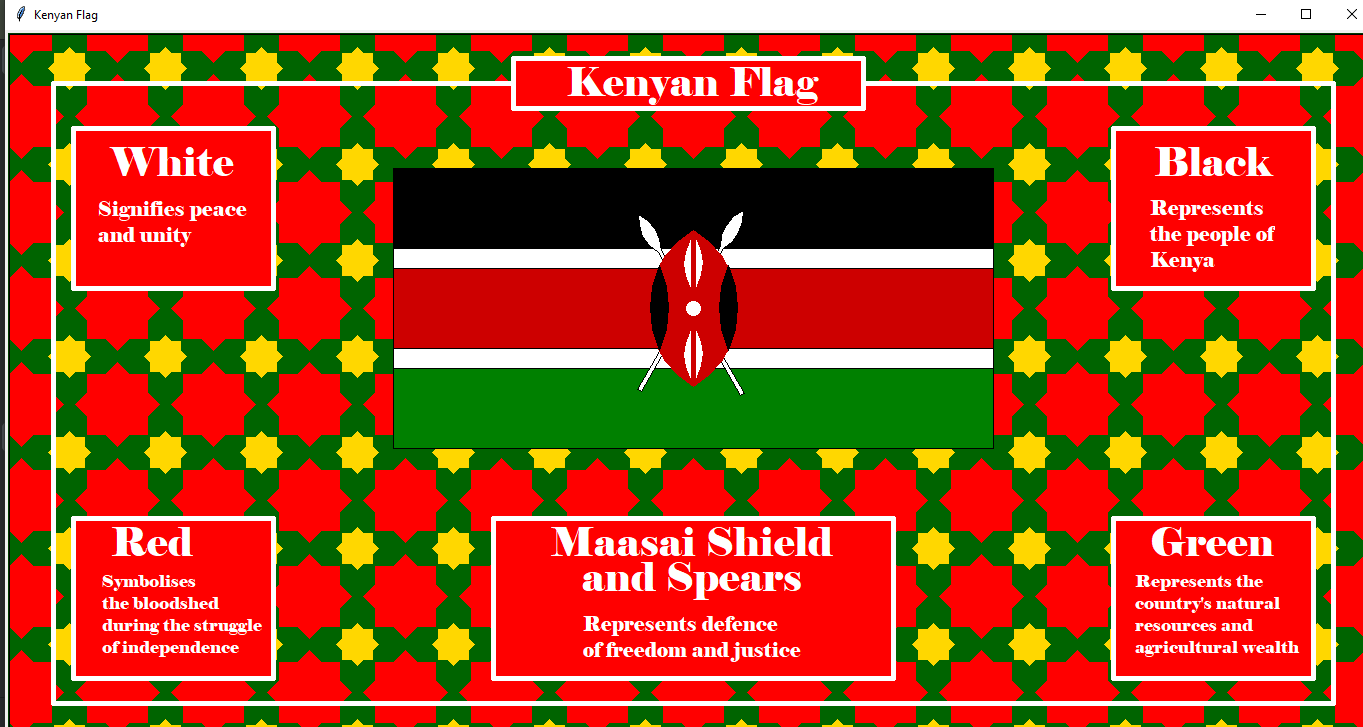 Kenyan Flag
Kenyan Flag
White
Signifies peace
and unity
Black
Represents
the people of
Kenya
Red
Symbolises
the bloodshed
during the struggle
of independence
Maasai Shield
and Spears
Represents defence
of freedom and justice
Green
Represents the
country's natural
resources and
agricultural wealth